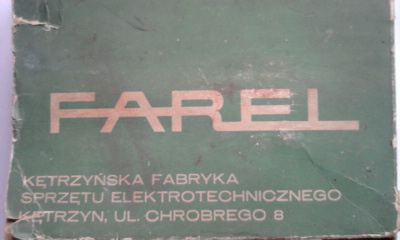 FAREL
KĘTRZYŃSKA FABRYKA
SPRZĘTU ELEKTROTECHNICZNEGO
KĘTRZYN, UL. CHROBREGO 8